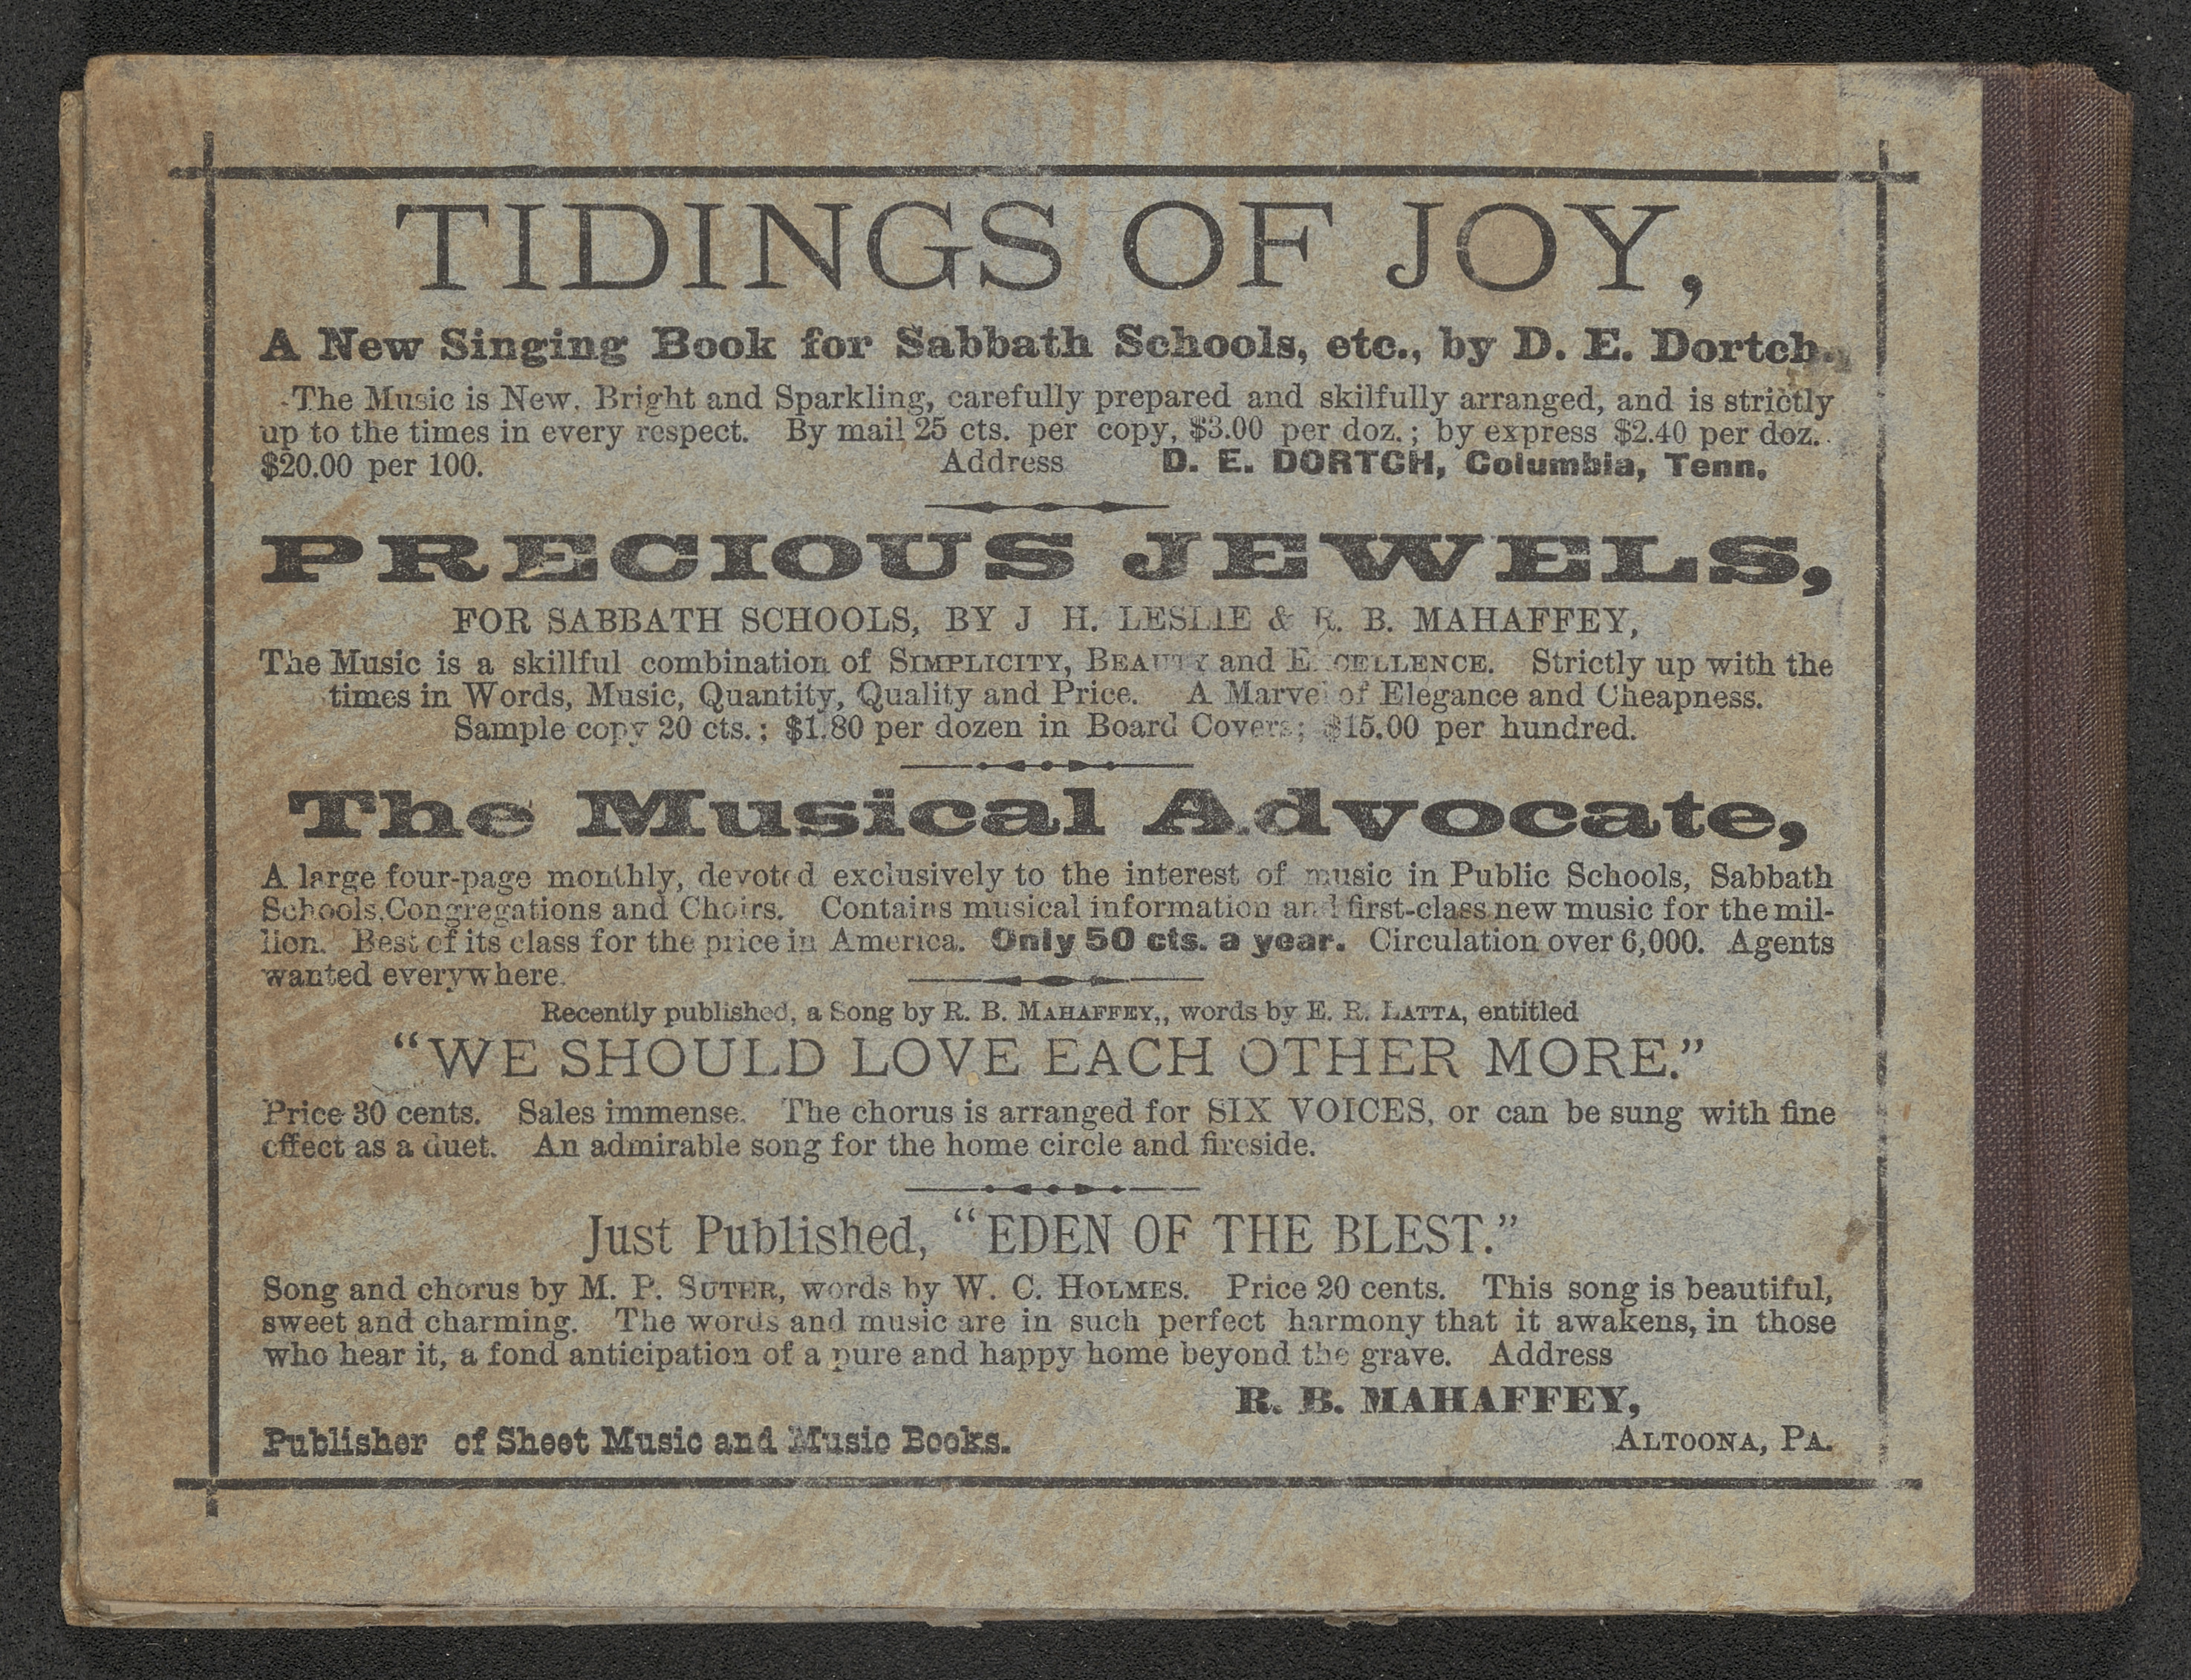 TIDINGS OF JOY,
A New Singing Book for Sabbath Schools, etc., by D. E. Dortch.
The Music is New, Bright and Sparkling, carefully prepared and skilfully arranged, and is strictly
up to the times in every respect. By mail 25 cts. per copy, $3.00 per doz.; by express $2.40 per doz.
$20.00 per 100. Address D. E. DORTCH, Columbia, Tenn.
PRECIOUS JEWELS,
FOR SABBATH SCHOOLS, BY J H. LESLIE & R. B. MAHAFFEY,
The Music is a skillful combination of SIMPLICITY, BEAUTY and EXCELLENCE. Strictly up with the
times in Words, Music, Quantity, Quality and Price. A Marvel of Elegance and Cheapness.
Sample copy 20 cts.; $1.80 per dozen in Board Covers; $15.00 per hundred.
The Musical Advocate,
A large four-page monthly, devoted exclusively to the interest of music in Public Schools, Sabbath
Schools, Congregations and Choirs. Contains musical information and first-class new music for the mil-
lion. Best of its class for the price in America. Only 50 cts. a year. Circulation over 6,000. Agents
wanted everywhere.
Recently published, a Song by R. B. MAHAFFEY,, words by E. R. LATTA, entitled
“WE SHOULD LOVE EACH OTHER MORE.”
Price 30 cents. Sales immense. The chorus is arranged for SIX VOICES, or can be sung with fine
effect as a duet. An admirable song for the home circle and fireside.
Just Published, “EDEN OF THE BLEST.”
Song and chorus by M. P. SUTER, words by W. C. HOLMES. Price 20 cents. This song is beautiful,
sweet and charming. The words and music are in such perfect harmony that it awakens, in those
who hear it, a fond anticipation of a pure and happy home beyond the grave. Address
R. B. MAHAFFEY,
Publisher of Sheet Music and Music Books. ALTOONA, PA.